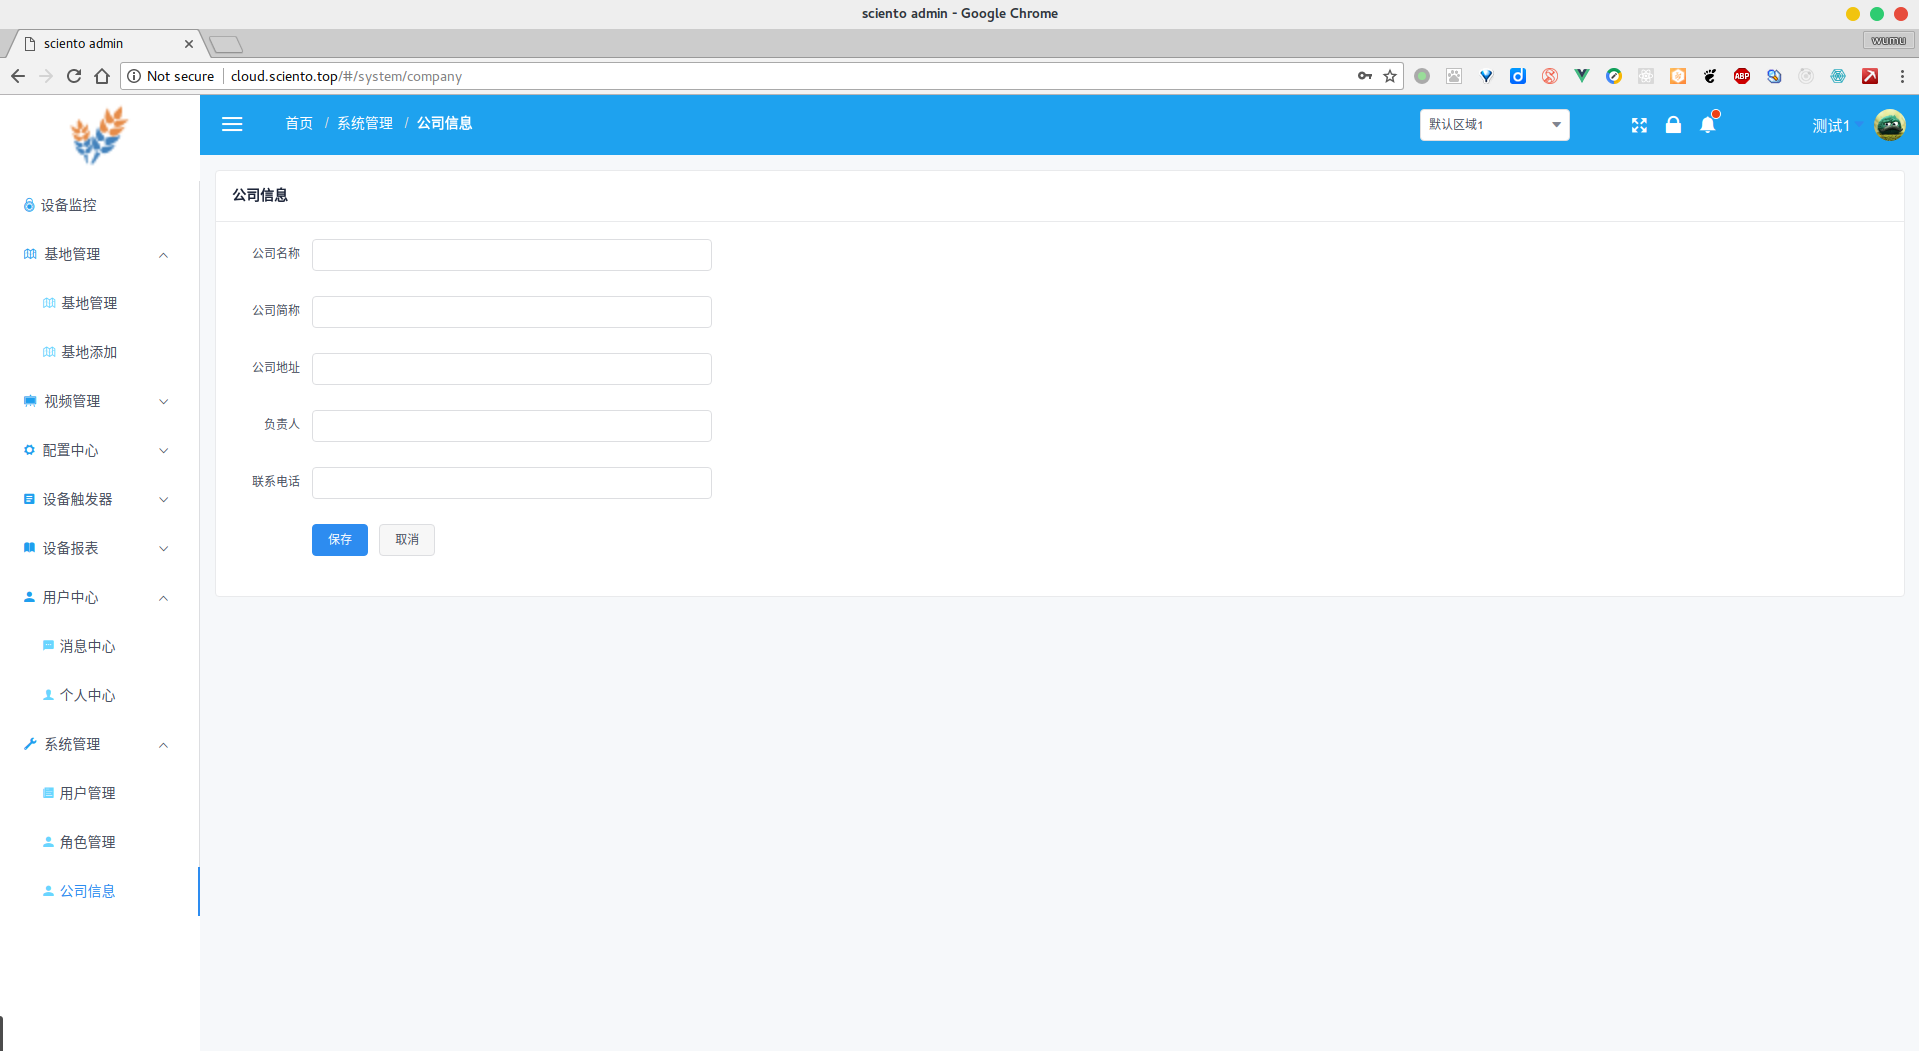 sciento admin - Google Chrome
sciento admin
wumu
Not secure cloud.sciento.top/#/system/company
ABP
首页 / 系统管理 / 公司信息
默认区域1
测试1
设备监控
基地管理
基地管理
基地添加
视频管理
配置中心
设备触发器
设备报表
用户中心
消息中心
个人中心
系统管理
用户管理
角色管理
公司信息
公司信息
公司名称
公司简称
公司地址
负责人
联系电话
保存 取消